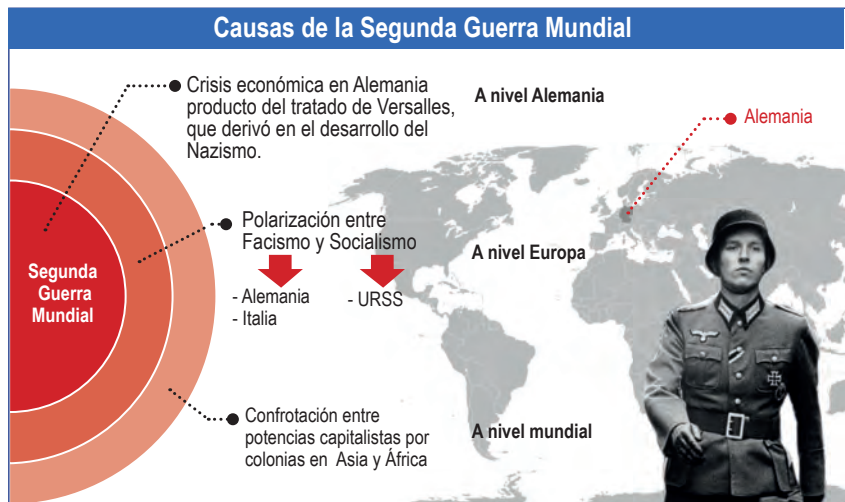 Causas de la Segunda Guerra Mundial
Crisis económica en Alemania
producto del tratado de Versalles,
que derivó en el desarrollo del
Nazismo.
A nivel Alemania
Alemania
Polarización entre
Facismo y Socialismo
A nivel Europa
- Alemania
- Italia
- URSS
Segunda
Guerra
Mundial
Confrotación entre
potencias capitalistas por
colonias en Asia y África
A nivel mundial